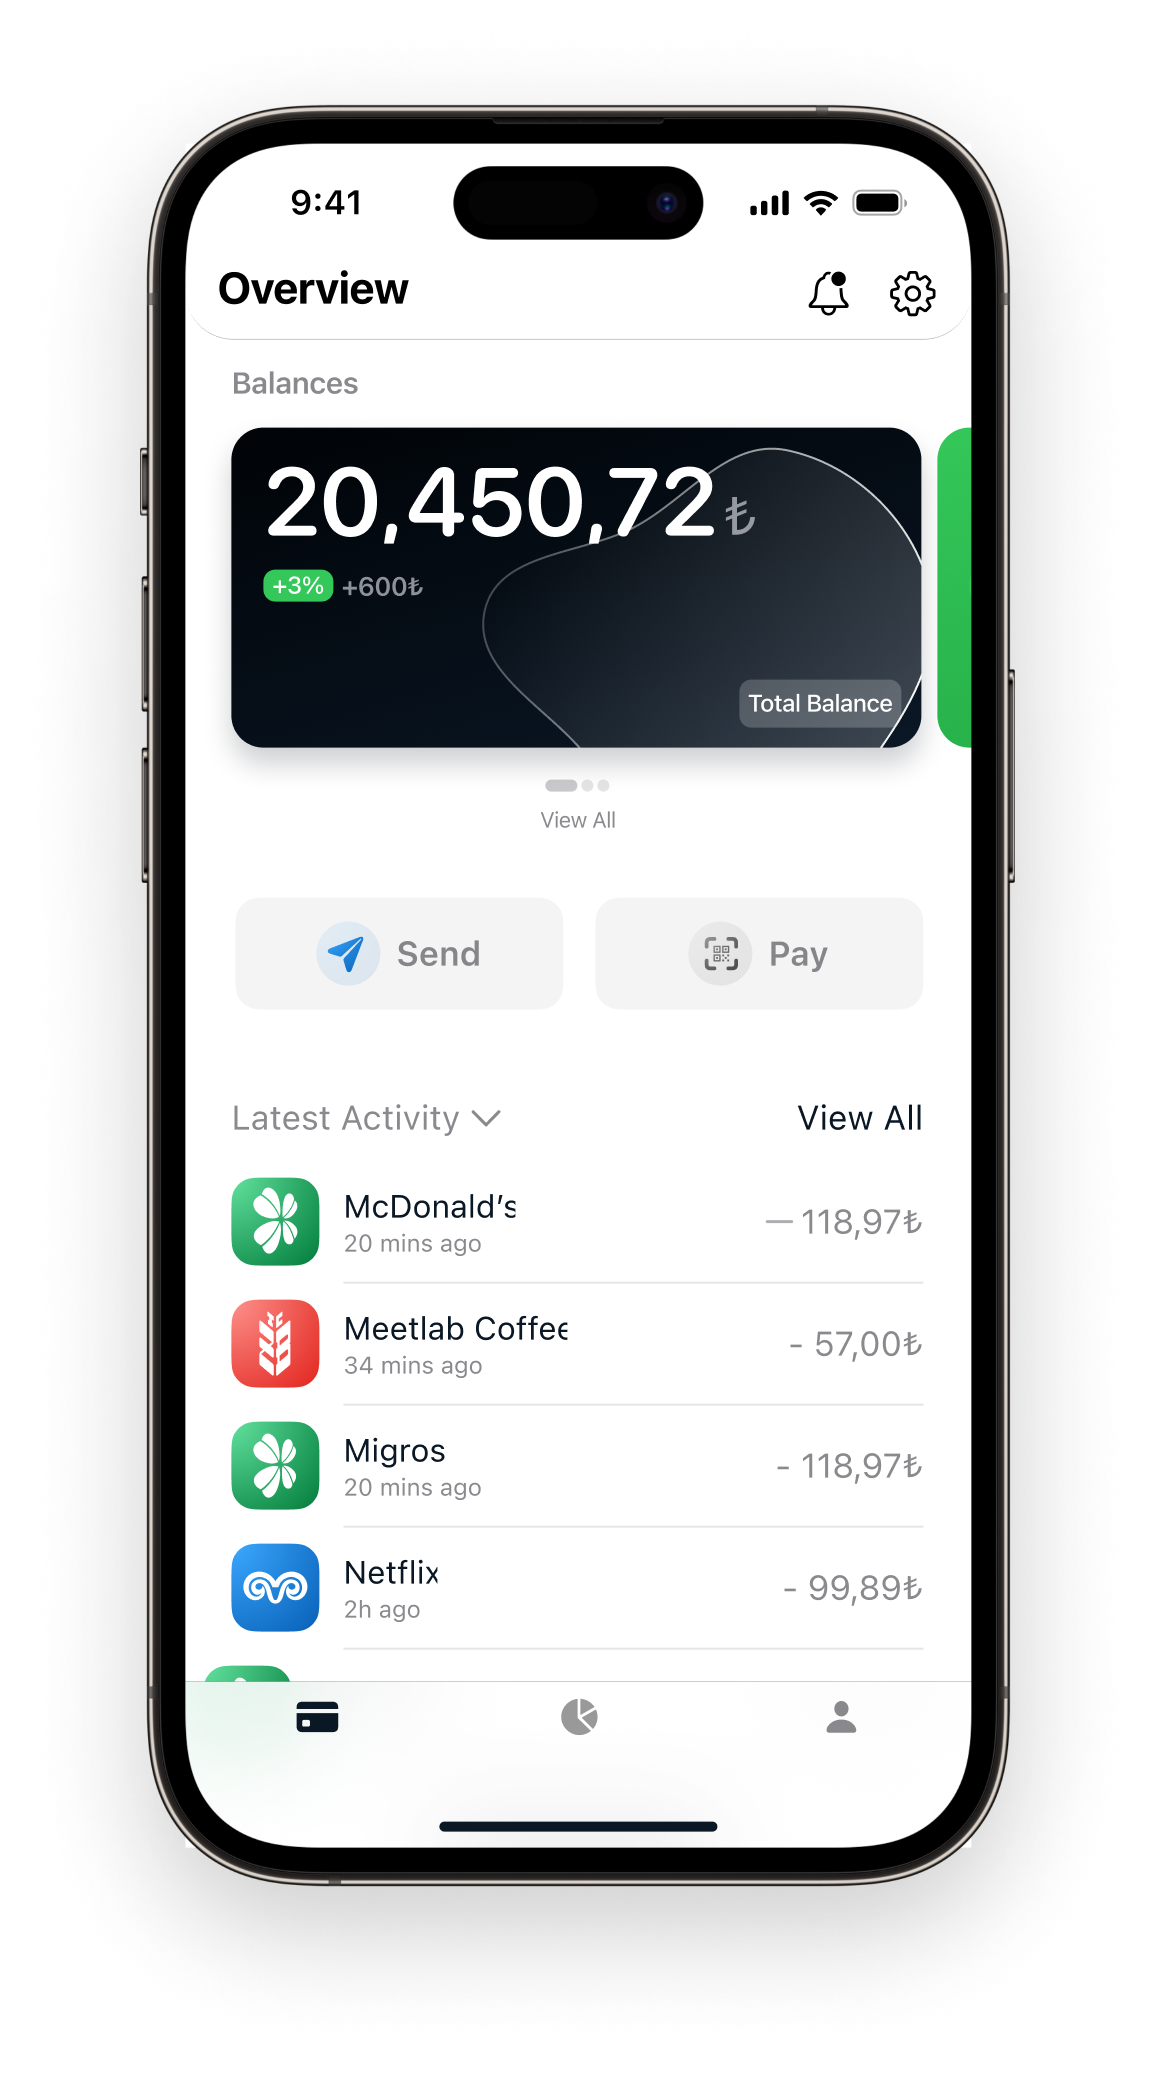 9:41
Overview
Balances
20,450,72₺
+3% +600₺
Total Balance
View All
Send
Pay
Latest Activity
View All
McDonald's
— 118,97₺
20 mins ago
Meetlab Coffee
- 57,00₺
34 mins ago
Migros
- 118,97₺
20 mins ago
Netflix
- 99,89₺
2h ago